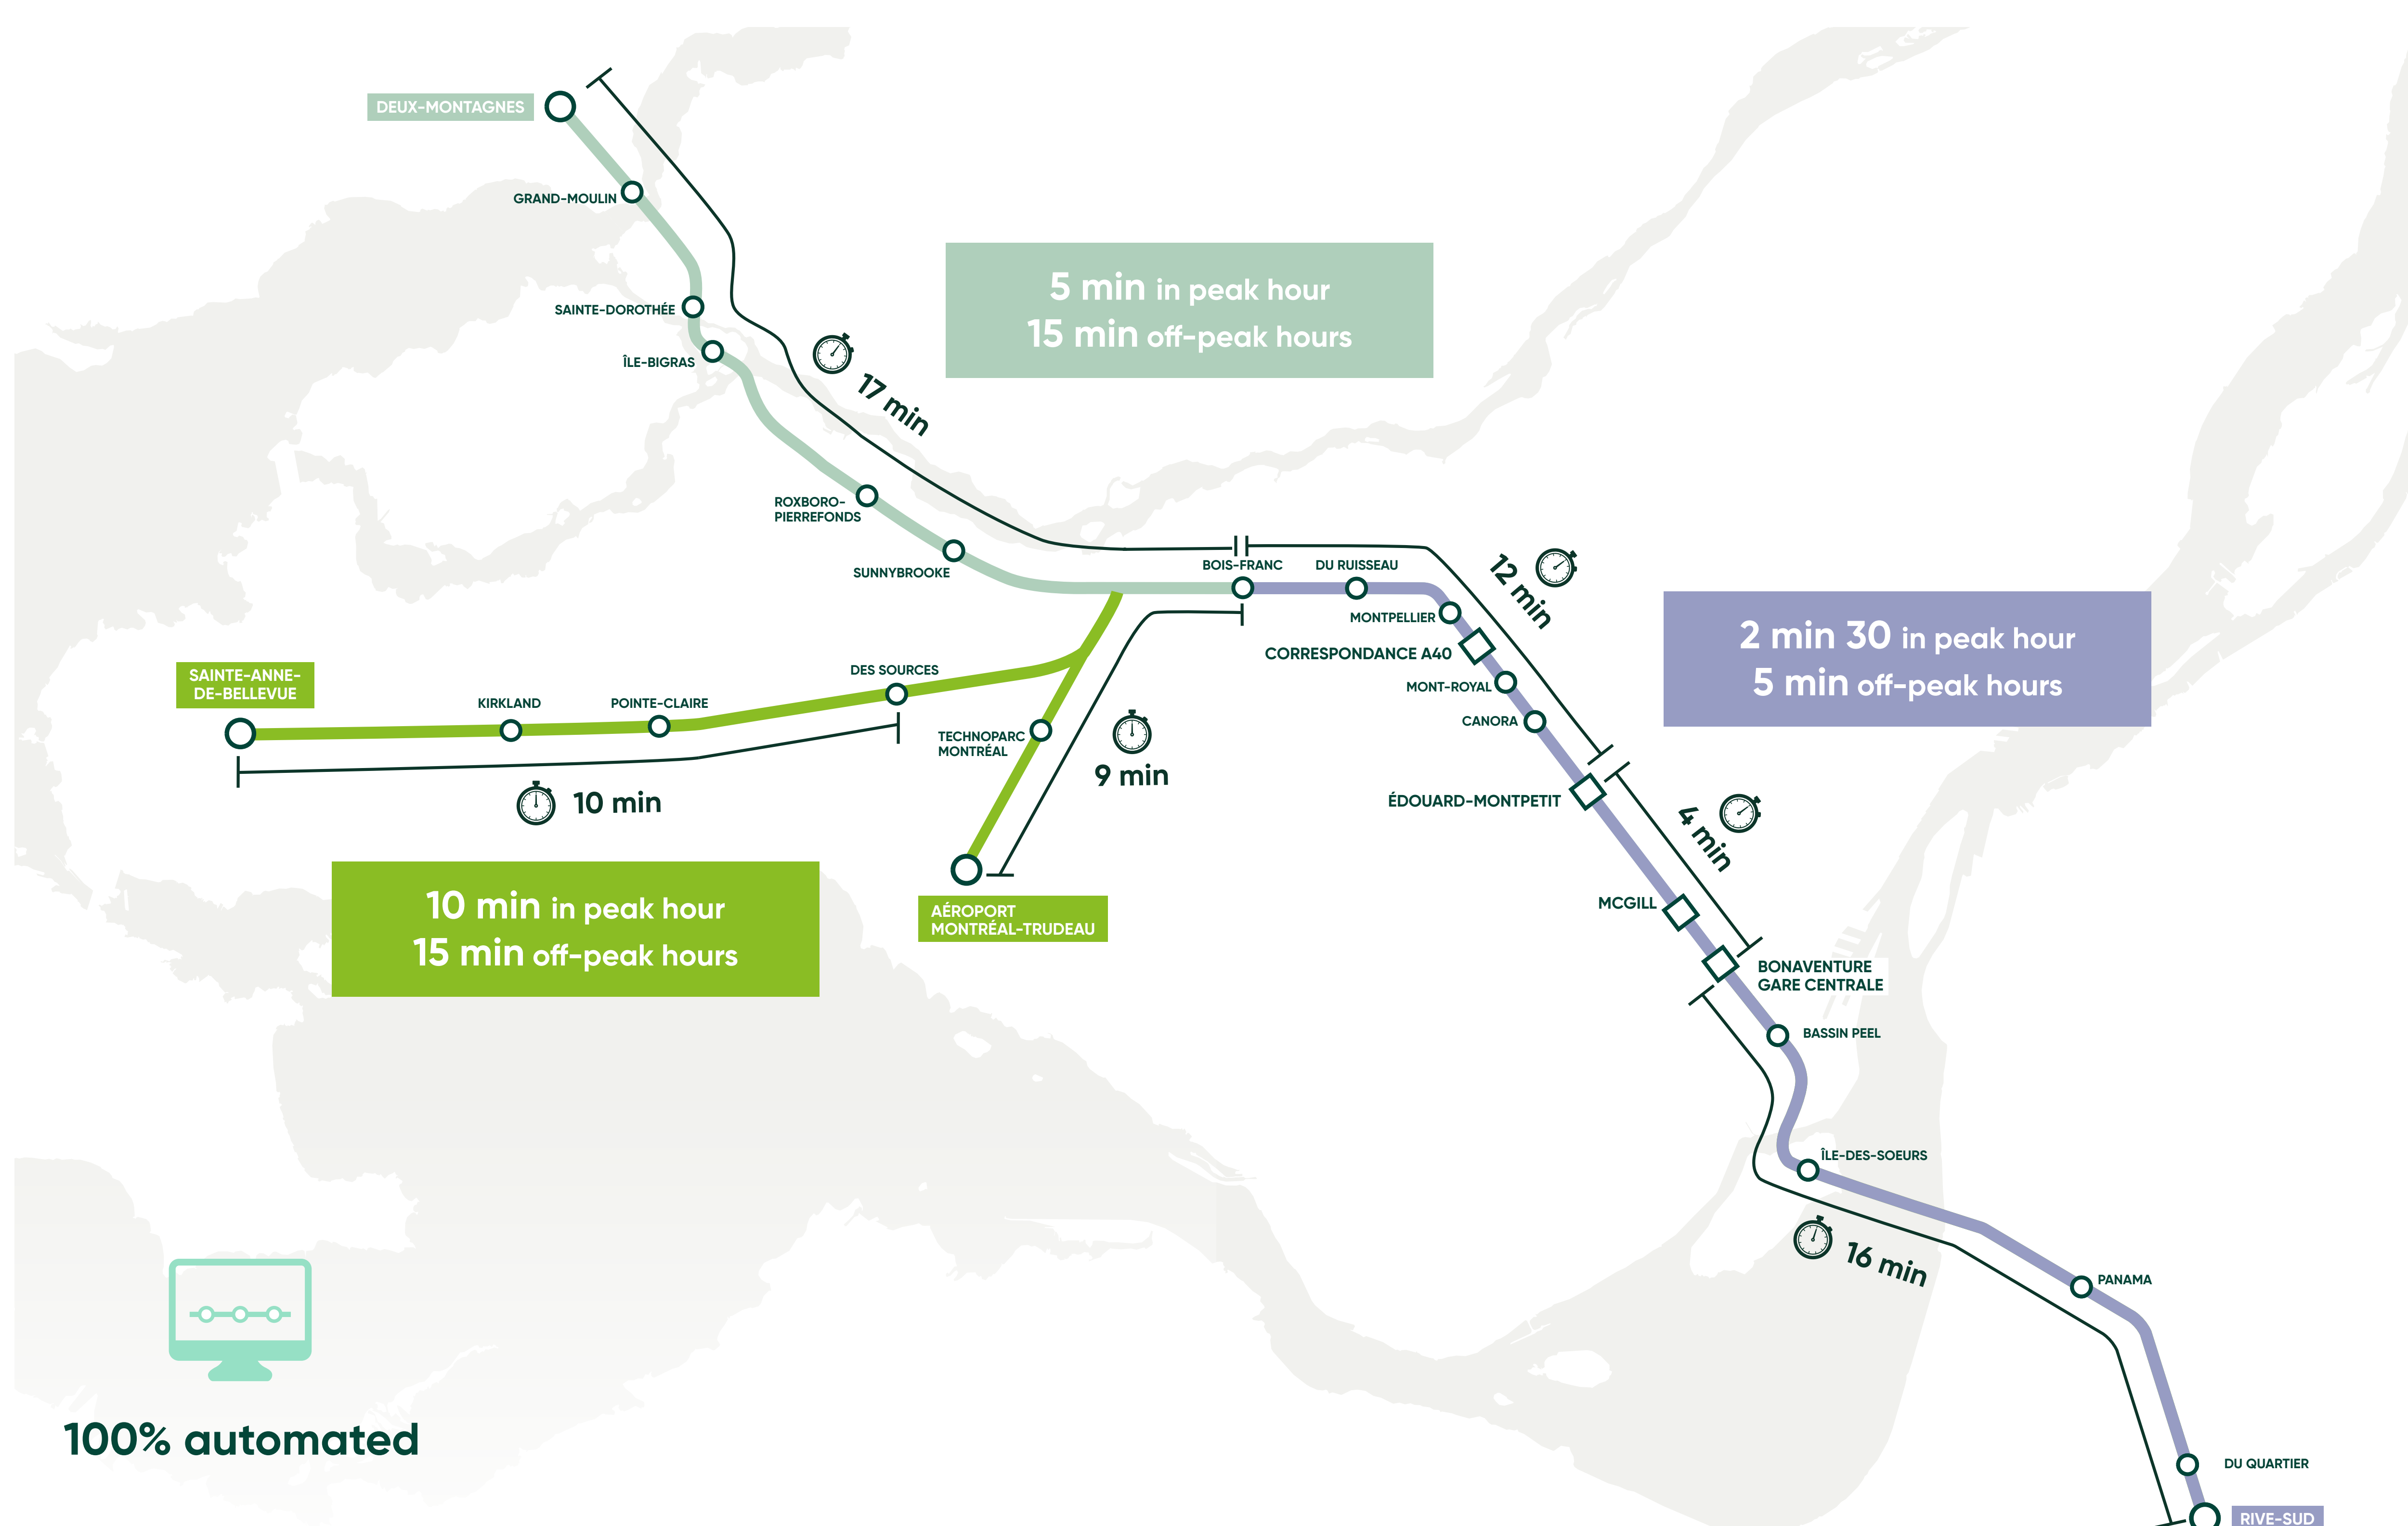 DEUX-MONTAGNES
GRAND-MOULIN
SAINTE-DOROTHÉE
ÎLE-BIGRAS
17 min
5 min in peak hour
15 min off-peak hours
ROXBORO-
PIERREFONDS
SUNNYBROOKE
BOIS-FRANC
DU RUISSEAU
MONTPELLIER
12 min
CORRESPONDANCE A40
MONT-ROYAL
CANORA
2 min 30 in peak hour
5 min off-peak hours
SAINTE-ANNE-
DE-BELLEVUE
KIRKLAND
POINTE-CLAIRE
DES SOURCES
TECHNOPARC
MONTRÉAL
9 min
10 min
ÉDOUARD-MONTPETIT
4 min
10 min in peak hour
15 min off-peak hours
AÉROPORT
MONTRÉAL-TRUDEAU
MCGILL
BONAVENTURE
GARE CENTRALE
BASSIN PEEL
ÎLE-DES-SOEURS
16 min
PANAMA
100% automated
DU QUARTIER
RIVE-SUD